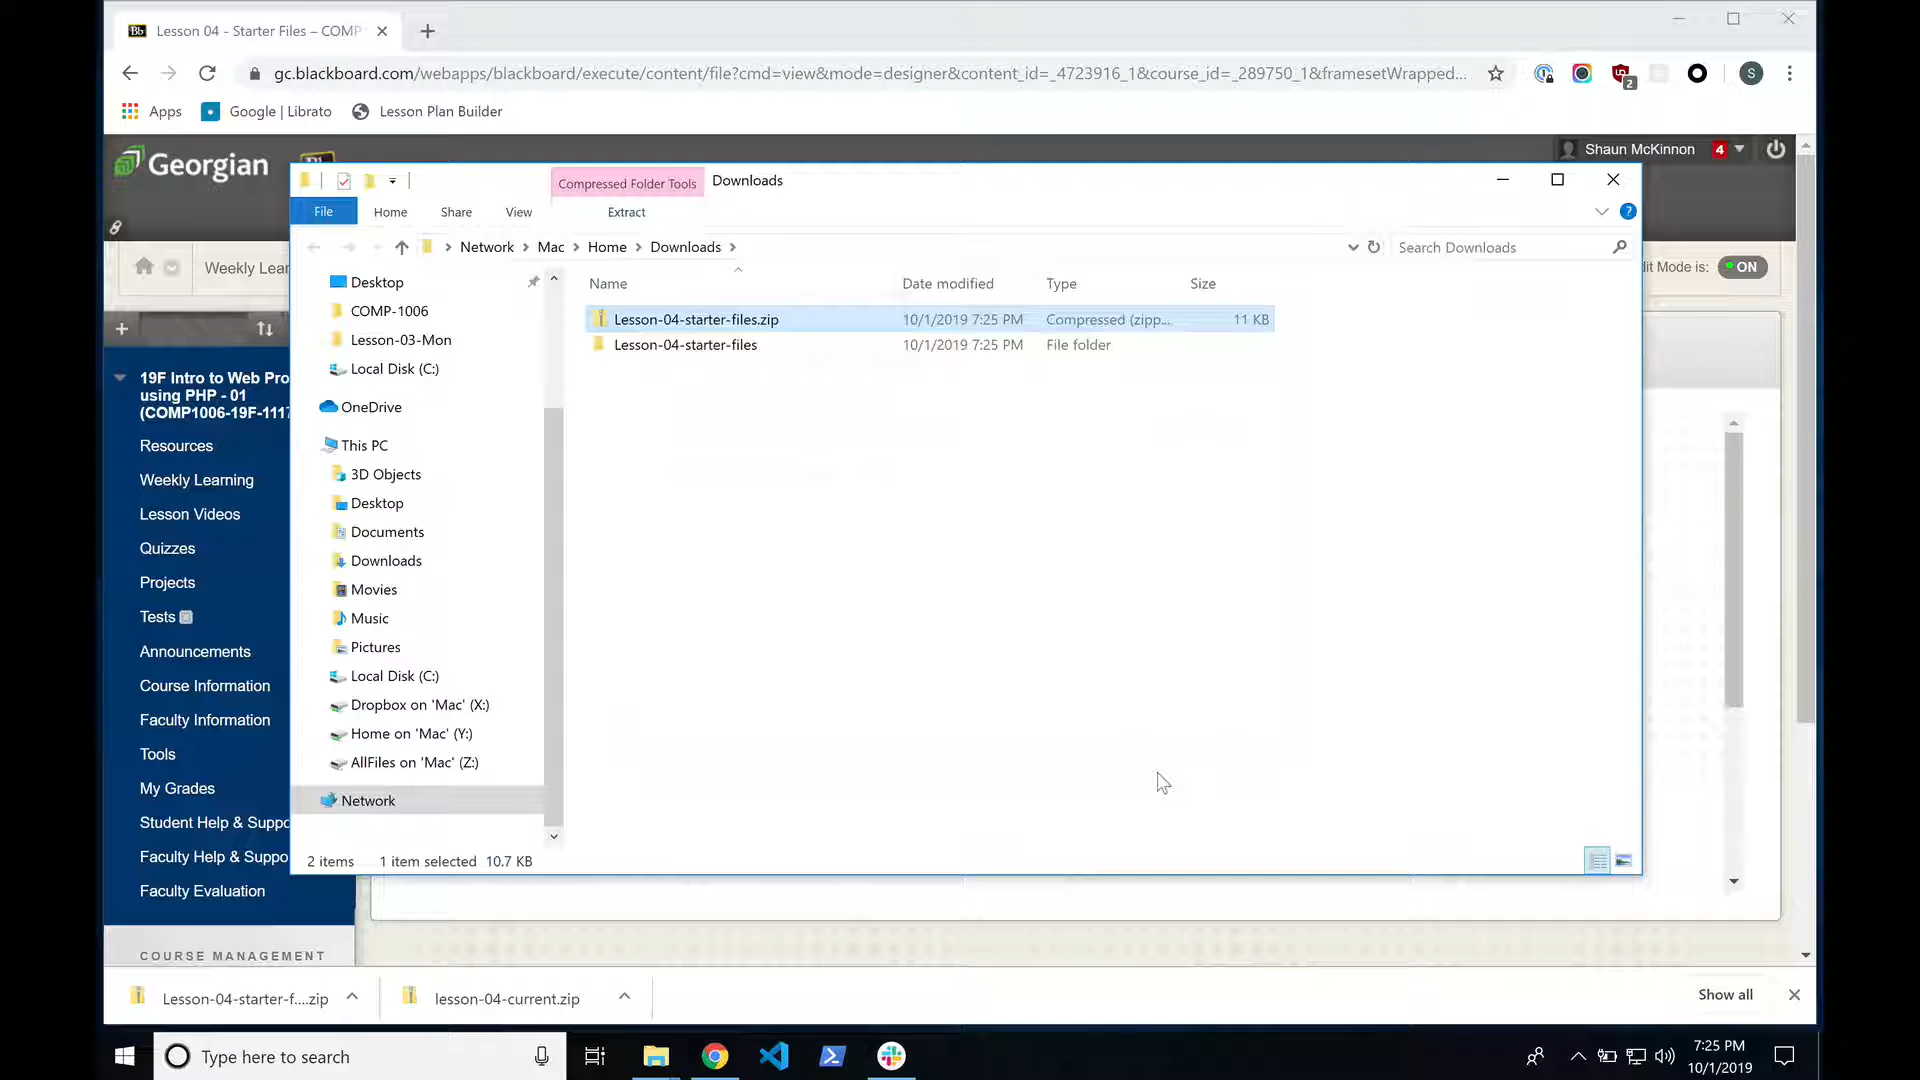 Lesson 04 - Starter Files – COMP
gc.blackboard.com/webapps/blackboard/execute/content/file?cmd=view&mode=designer&content_id=_4723916_1&course_id=_289750_1&framesetWrapped...
2
S
Apps
Google | Librato
Lesson Plan Builder
Georgian
Shaun McKinnon
4
Compressed Folder Tools
Downloads
File
Home
Share
View
Extract
Network
Mac
Home
Downloads
Search Downloads
Weekly Lear
dit Mode is:
ON
Name
Date modified
Type
Size
Lesson-04-starter-files.zip
10/1/2019 7:25 PM
Compressed (zipp...
11 KB
Lesson-04-starter-files
10/1/2019 7:25 PM
File folder
Desktop
COMP-1006
Lesson-03-Mon
Local Disk (C:)
OneDrive
This PC
3D Objects
Desktop
Documents
Downloads
Movies
Music
Pictures
Local Disk (C:)
Dropbox on 'Mac' (X:)
Home on 'Mac' (Y:)
AllFiles on 'Mac' (Z:)
Network
2 items
1 item selected 10.7 KB
19F Intro to Web Pro
using PHP - 01
(COMP1006-19F-1117
Resources
Weekly Learning
Lesson Videos
Quizzes
Projects
Tests
Announcements
Course Information
Faculty Information
Tools
My Grades
Student Help & Suppo
Faculty Help & Suppo
Faculty Evaluation
COURSE MANAGEMENT
Lesson-04-starter-f....zip
lesson-04-current.zip
Show all
Type here to search
7:25 PM
10/1/2019